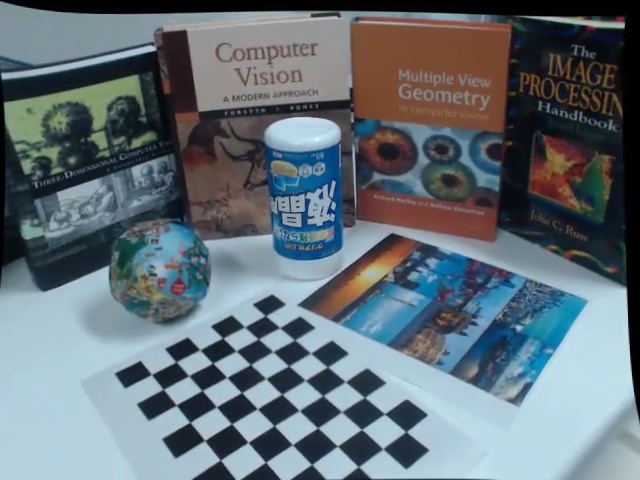 THREE-DIMENSIONAL COMPUTER VISION
Computer
Vision
A MODERN APPROACH
FORSYTH PONCE
Multiple View
Geometry
in computer vision
Richard Hartley and Andrew Zisserman
The
IMAGE
PROCESSING
Handbook
John C. Russ